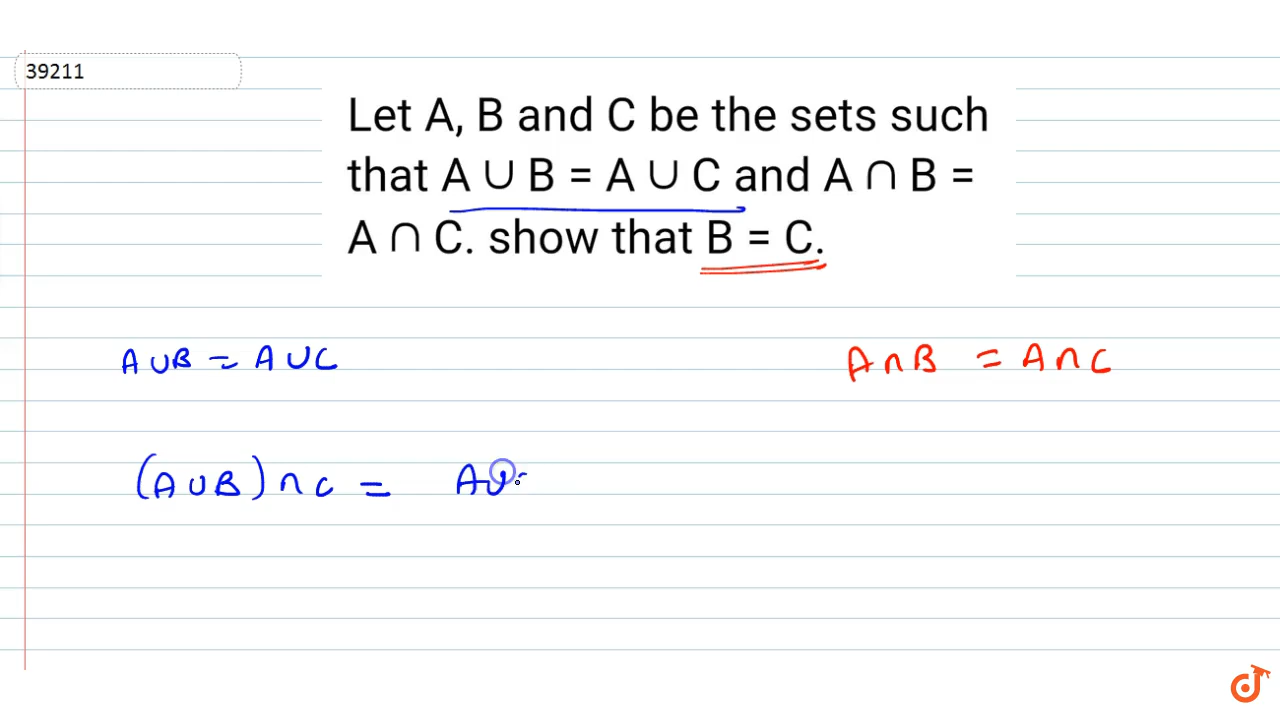 39211
Let A, B and C be the sets such
that A ∪ B = A ∪ C and A ∩ B =
A ∩ C. show that B = C.
A∪B = A∪C
A∩B = A∩C
(A∪B)∩C = A∪